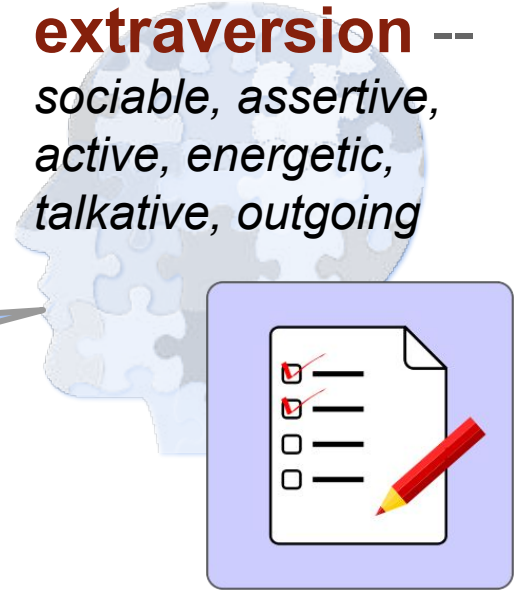 extraversion --
sociable, assertive,
active, energetic,
talkative, outgoing